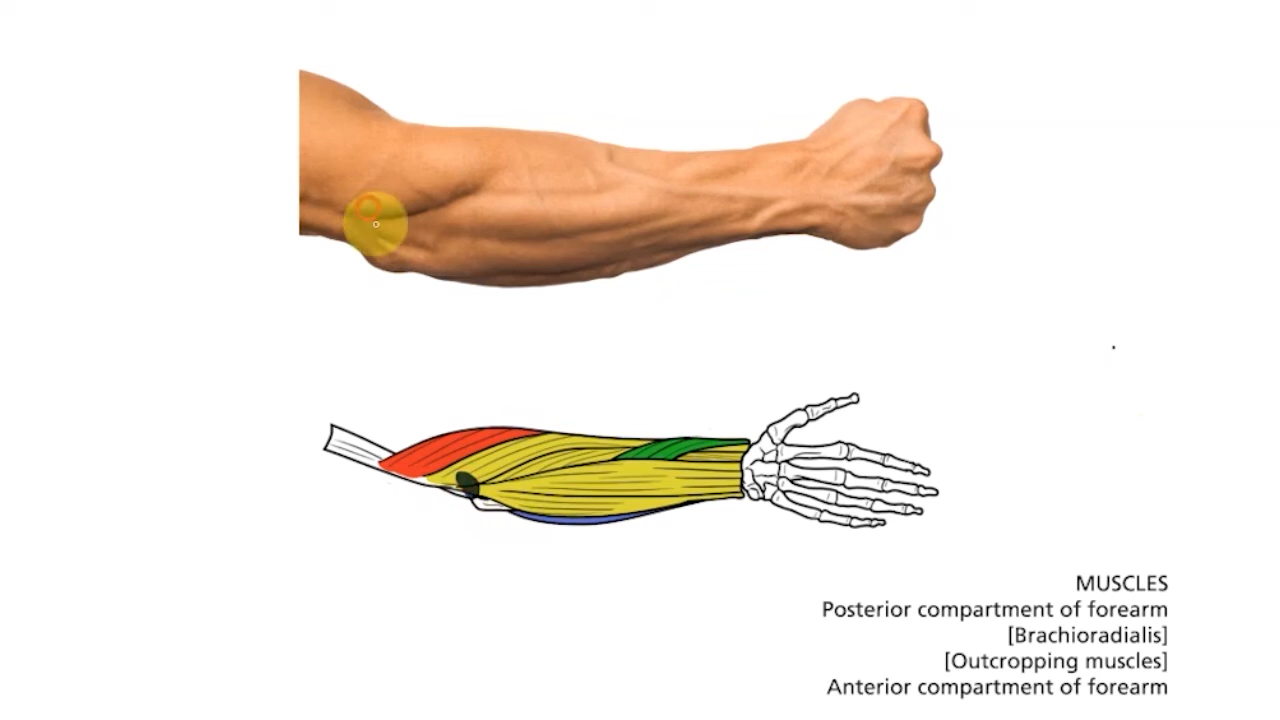 MUSCLES
Posterior compartment of forearm
[Brachioradialis]
[Outcropping muscles]
Anterior compartment of forearm